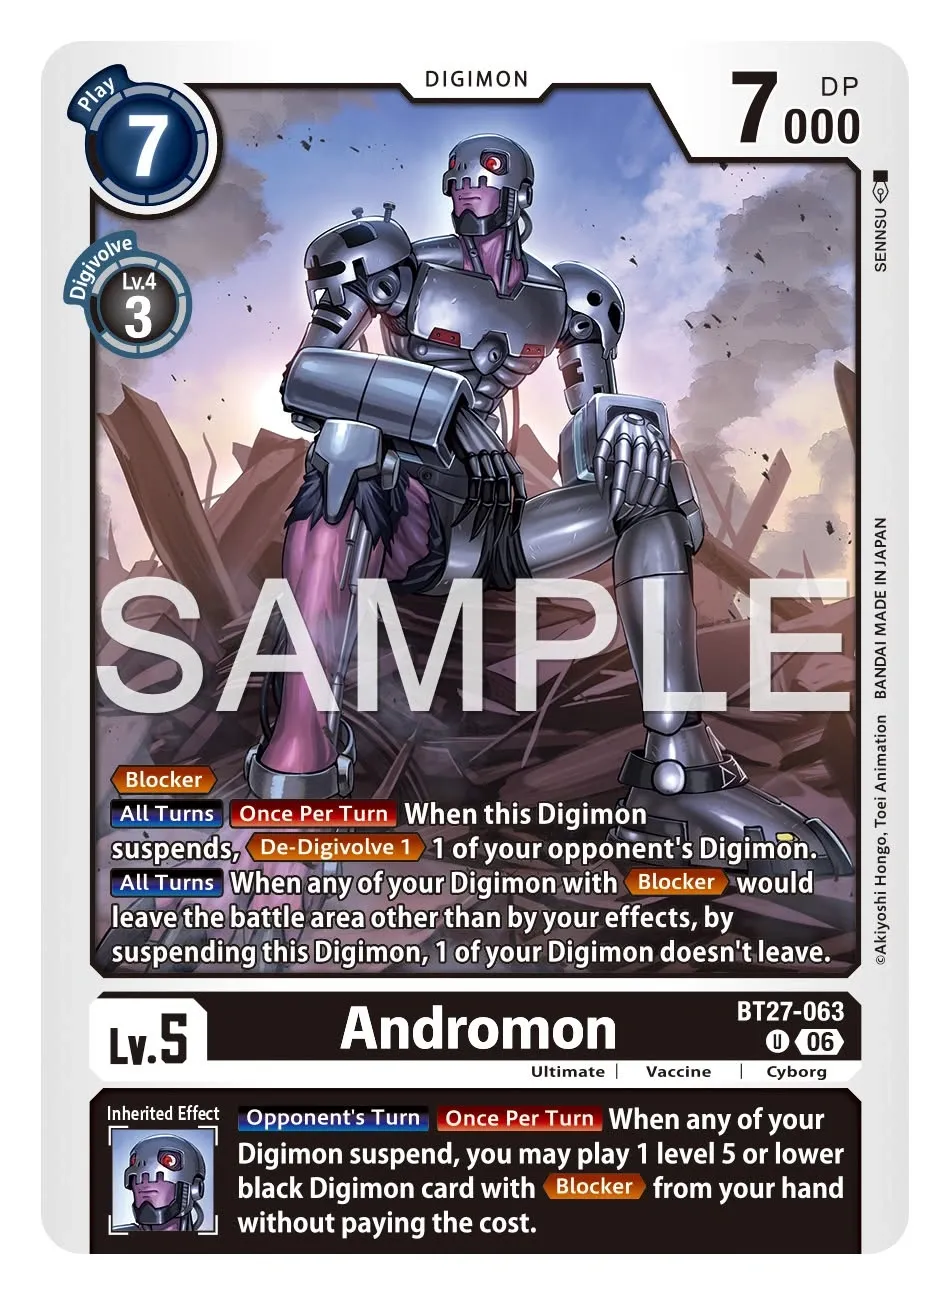 DIGIMON
Play
7
7000
DP
Digivolve
Lv.4
3
SENNSU
BANDAI MADE IN JAPAN
©Akiyoshi Hongo, Toei Animation
SAMPLE
Blocker
All Turns Once Per Turn When this Digimon
suspends, De-Digivolve 1 1 of your opponent's Digimon.
All Turns When any of your Digimon with Blocker would
leave the battle area other than by your effects, by
suspending this Digimon, 1 of your Digimon doesn't leave.
Lv.5
Andromon
BT27-063
U 06
Ultimate | Vaccine | Cyborg
Inherited Effect
Opponent's Turn Once Per Turn When any of your
Digimon suspend, you may play 1 level 5 or lower
black Digimon card with Blocker from your hand
without paying the cost.